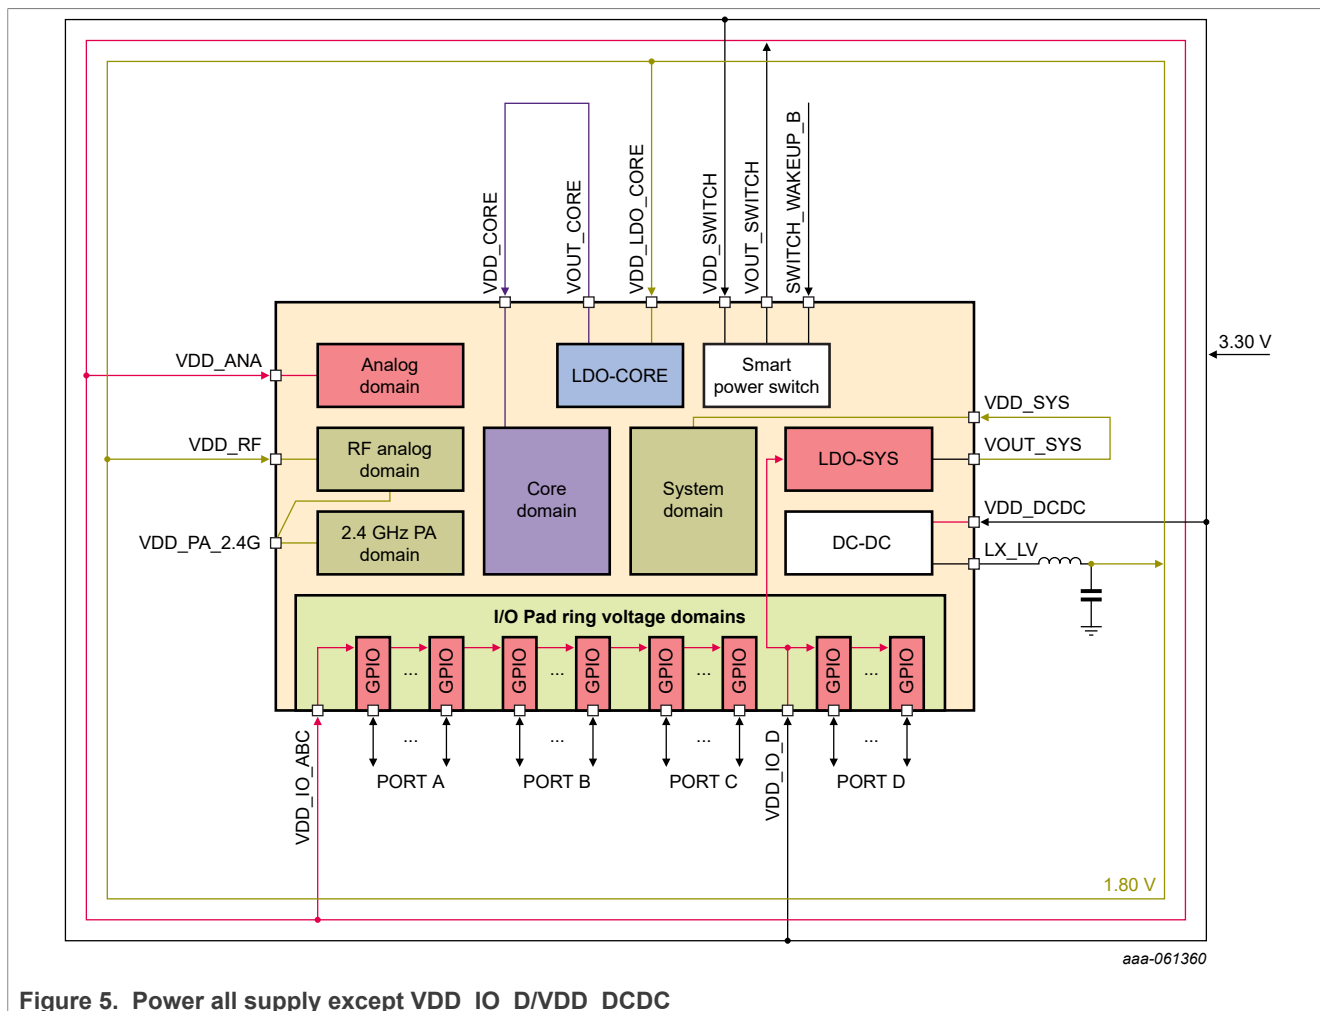 VDD_CORE
VOUT_CORE
VDD_LDO_CORE
VDD_SWITCH
VOUT_SWITCH
SWITCH_WAKEUP_B
3.30 V
VDD_ANA
Analog
domain
LDO-CORE
Smart
power switch
VDD_SYS
VDD_RF
RF analog
domain
Core
domain
System
domain
LDO-SYS
VOUT_SYS
VDD_PA_2.4G
2.4 GHz PA
domain
DC-DC
VDD_DCDC
LX_LV
I/O Pad ring voltage domains
GPIO
...
GPIO
GPIO
...
GPIO
GPIO
...
GPIO
GPIO
...
GPIO
VDD_IO_ABC
...
PORT A
...
PORT B
...
PORT C
VDD_IO_D
...
PORT D
1.80 V
aaa-061360
Figure 5. Power all supply except VDD_IO_D/VDD_DCDC